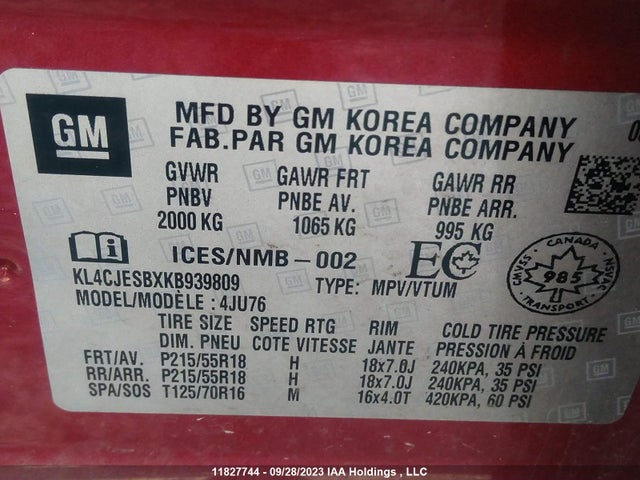 GM
MFD BY GM KOREA COMPANY
FAB.PAR GM KOREA COMPANY
GVWR GAWR FRT GAWR RR
PNBV PNBE AV. PNBE ARR.
2000 KG 1065 KG 995 KG
ICES/NMB-002 EC
KL4CJESBXKB939809 TYPE: MPV/VTUM
MODEL/MODÈLE : 4JU76
CANADA
CMVSS 985 NSVAC
TRANSPORT
TIRE SIZE SPEED RTG RIM COLD TIRE PRESSURE
DIM. PNEU COTE VITESSE JANTE PRESSION À FROID
FRT/AV. P215/55R18 H 18x7.0J 240KPA, 35 PSI
RR/ARR. P215/55R18 H 18x7.0J 240KPA, 35 PSI
SPA/SOS T125/70R16 M 16x4.0T 420KPA, 60 PSI
11827744 - 09/28/2023 IAA Holdings , LLC